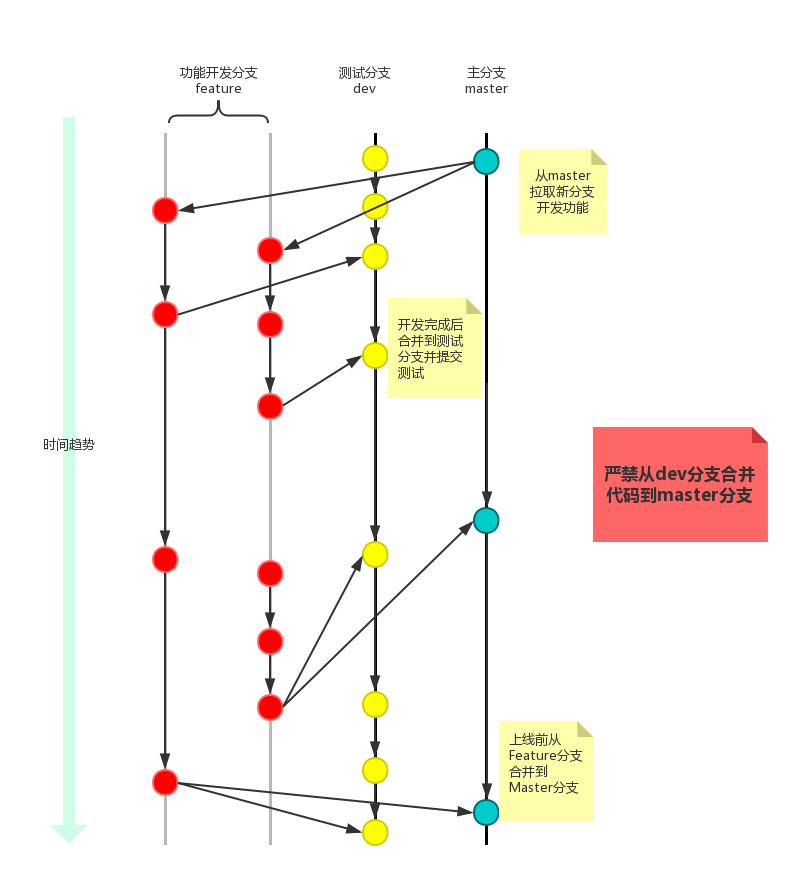 功能开发分支
feature
测试分支
dev
主分支
master
从master
拉取新分支
开发功能
开发完成后
合并到测试
分支并提交
测试
时间趋势
严禁从dev分支合并
代码到master分支
上线前从
Feature分支
合并到
Master分支